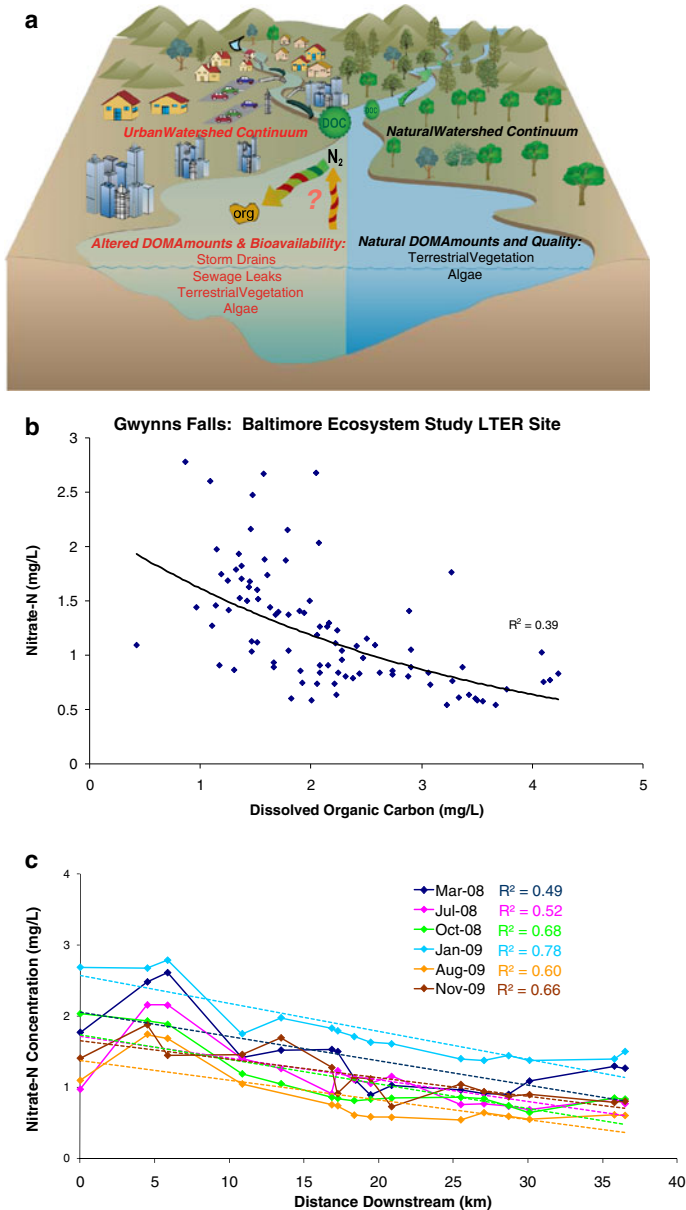 a
DOC
DOC
UrbanWatershed Continuum
NaturalWatershed Continuum
N2
?
org
Altered DOMAmounts & Bioavailability:
Storm Drains
Sewage Leaks
TerrestrialVegetation
Algae
Natural DOMAmounts and Quality:
TerrestrialVegetation
Algae
b
Gwynns Falls: Baltimore Ecosystem Study LTER Site
3
2.5
2
1.5
1
0.5
0
Nitrate-N (mg/L)
R² = 0.39
0 1 2 3 4 5
Dissolved Organic Carbon (mg/L)
c
4
3
2
1
0
Nitrate-N Concentration (mg/L)
Mar-08 R² = 0.49
Jul-08 R² = 0.52
Oct-08 R² = 0.68
Jan-09 R² = 0.78
Aug-09 R² = 0.60
Nov-09 R² = 0.66
0 5 10 15 20 25 30 35 40
Distance Downstream (km)